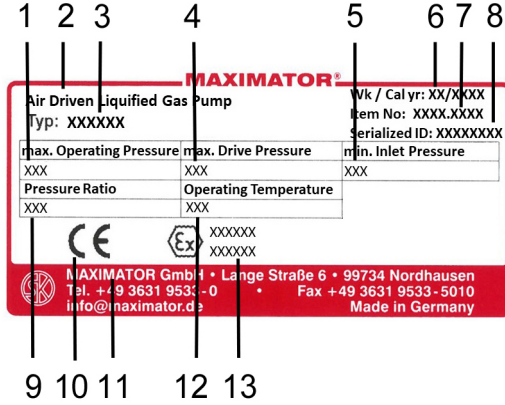 1 2 3 4 5 6 7 8
MAXIMATOR®
Air Driven Liquified Gas Pump
Wk / Cal yr: XX/XXXX
Typ: XXXXXX
Item No: XXXX.XXXX
Serialized ID: XXXXXXXX
max. Operating Pressure max. Drive Pressure min. Inlet Pressure
XXX XXX XXX
Pressure Ratio Operating Temperature
XXX XXX
CE Ex XXXXXX
XXXXXX
MAXIMATOR GmbH • Lange Straße 6 • 99734 Nordhausen
Tel. +49 3631 9533-0 • Fax +49 3631 9533-5010
info@maximator.de Made in Germany
9 10 11 12 13